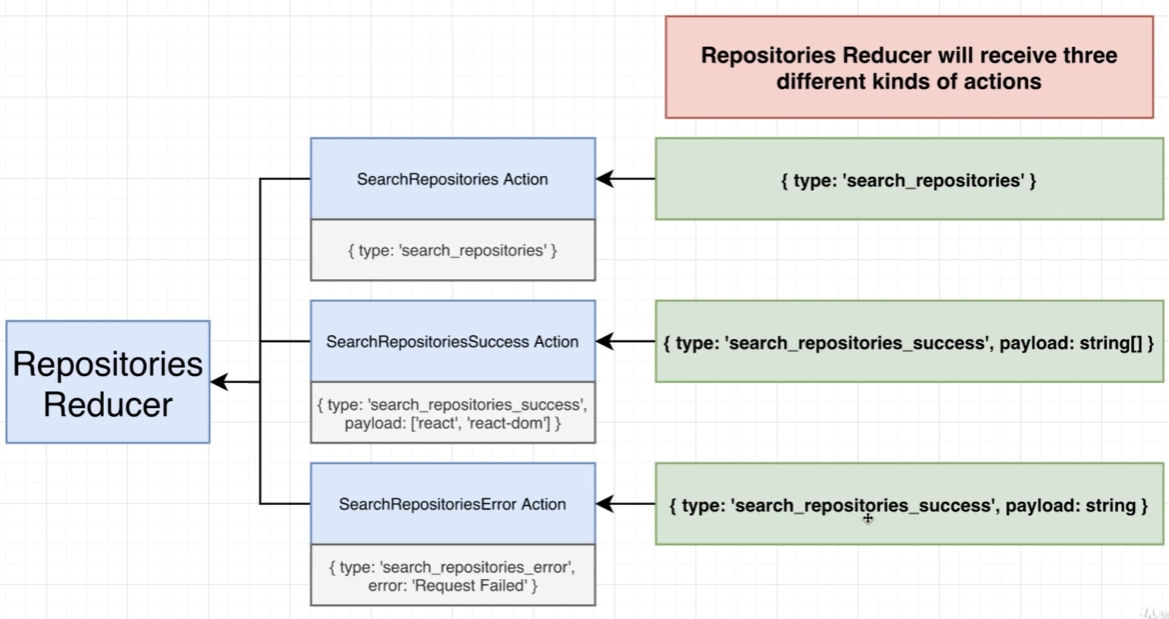 Repositories Reducer will receive three
different kinds of actions
SearchRepositories Action
{ type: 'search_repositories' }
{ type: 'search_repositories' }
SearchRepositoriesSuccess Action
{ type: 'search_repositories_success', payload: string[] }
{ type: 'search_repositories_success',
payload: ['react', 'react-dom'] }
Repositories
Reducer
SearchRepositoriesError Action
{ type: 'search_repositories_success', payload: string }
{ type: 'search_repositories_error',
error: 'Request Failed' }